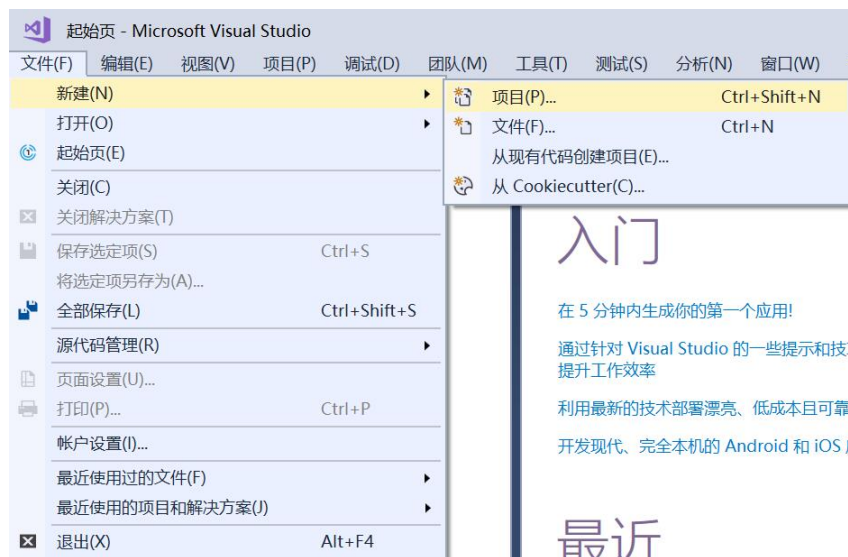 起始页 - Microsoft Visual Studio
文件(F) 编辑(E) 视图(V) 项目(P) 调试(D) 团队(M) 工具(T) 测试(S) 分析(N) 窗口(W)
新建(N)
打开(O)
起始页(E)
关闭(C)
关闭解决方案(T)
保存选定项(S) Ctrl+S
将选定项另存为(A)...
全部保存(L) Ctrl+Shift+S
源代码管理(R)
页面设置(U)...
打印(P)... Ctrl+P
帐户设置(I)...
最近使用过的文件(F)
最近使用的项目和解决方案(J)
退出(X) Alt+F4
项目(P)... Ctrl+Shift+N
文件(F)... Ctrl+N
从现有代码创建项目(E)...
从 Cookiecutter(C)...
入门
在 5 分钟内生成你的第一个应用!
通过针对 Visual Studio 的一些提示和技
提升工作效率
利用最新的技术部署漂亮、低成本且可靠
开发现代、完全本机的 Android 和 iOS
最近